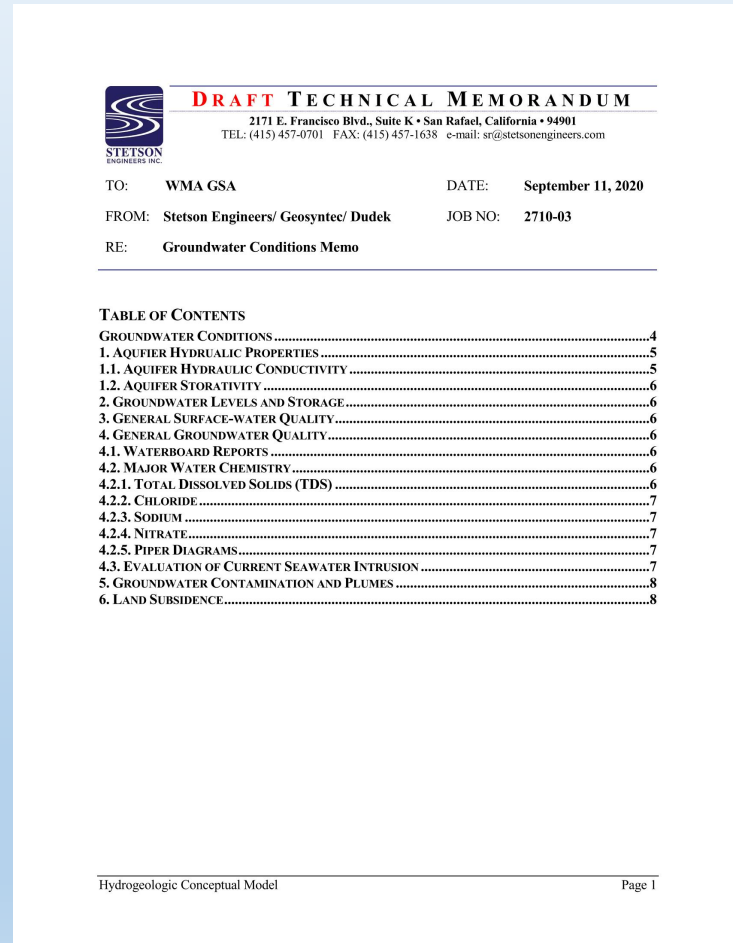 DRAFT TECHNICAL MEMORANDUM
2171 E. Francisco Blvd., Suite K • San Rafael, California • 94901
TEL: (415) 457-0701 FAX: (415) 457-1638 e-mail: sr@stetsonengineers.com
STETSON
ENGINEERS INC.
TO: WMA GSA DATE: September 11, 2020
FROM: Stetson Engineers/ Geosyntec/ Dudek JOB NO: 2710-03
RE: Groundwater Conditions Memo
TABLE OF CONTENTS
GROUNDWATER CONDITIONS ... 4
1. AQUFIER HYDRUALIC PROPERTIES ... 5
1.1. AQUIFER HYDRAULIC CONDUCTIVITY ... 5
1.2. AQUIFER STORATIVITY ... 6
2. GROUNDWATER LEVELS AND STORAGE ... 6
3. GENERAL SURFACE-WATER QUALITY ... 6
4. GENERAL GROUNDWATER QUALITY ... 6
4.1. WATERBOARD REPORTS ... 6
4.2. MAJOR WATER CHEMISTRY ... 6
4.2.1. TOTAL DISSOLVED SOLIDS (TDS) ... 6
4.2.2. CHLORIDE ... 7
4.2.3. SODIUM ... 7
4.2.4. NITRATE ... 7
4.2.5. PIPER DIAGRAMS ... 7
4.3. EVALUATION OF CURRENT SEAWATER INTRUSION ... 7
5. GROUNDWATER CONTAMINATION AND PLUMES ... 8
6. LAND SUBSIDENCE ... 8
Hydrogeologic Conceptual Model Page 1